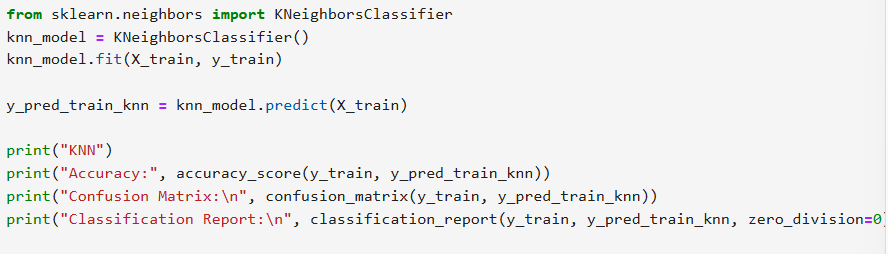 from sklearn.neighbors import KNeighborsClassifier
knn_model = KNeighborsClassifier()
knn_model.fit(X_train, y_train)
y_pred_train_knn = knn_model.predict(X_train)
print("KNN")
print("Accuracy:", accuracy_score(y_train, y_pred_train_knn))
print("Confusion Matrix:\n", confusion_matrix(y_train, y_pred_train_knn))
print("Classification Report:\n", classification_report(y_train, y_pred_train_knn, zero_division=0)